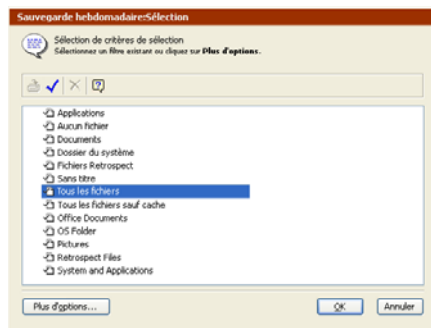 Sauvegarde hebdomadaire:Sélection
Sélection de critères de sélection
Sélectionnez un filtre existant ou cliquez sur Plus d'options.
Applications
Aucun fichier
Documents
Dossier du système
Fichiers Retrospect
Sans titre
Tous les fichiers
Tous les fichiers sauf cache
Office Documents
OS Folder
Pictures
Retrospect Files
System and Applications
Plus d'options... OK Annuler